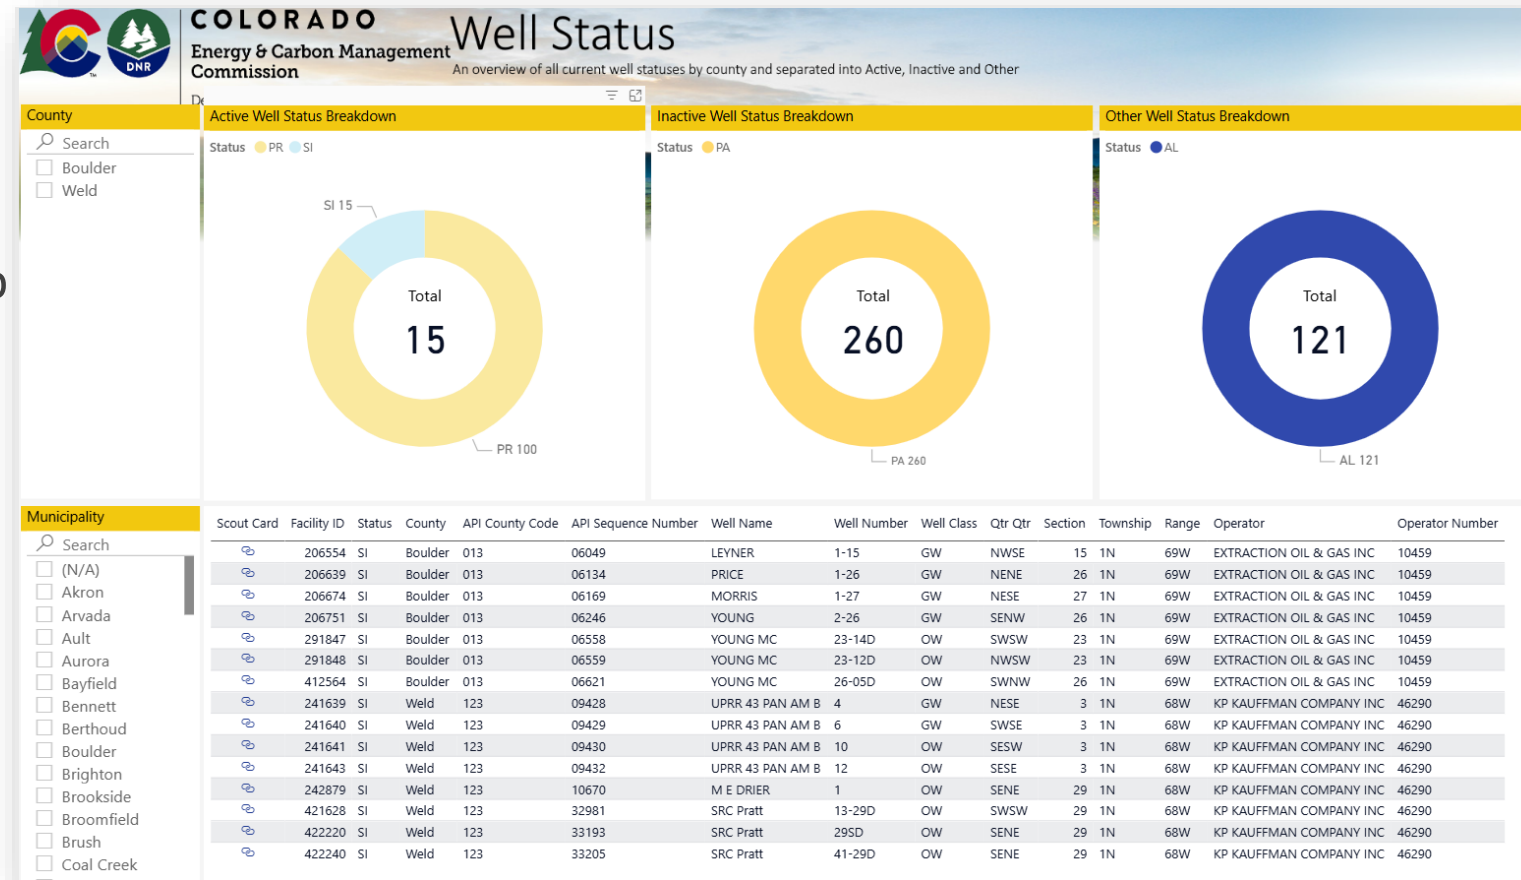 COLORADO
Energy & Carbon Management
Commission
DNR
De
Well Status
An overview of all current well statuses by county and separated into Active, Inactive and Other
County
Search
Boulder
Weld
Active Well Status Breakdown
Status PR SI
SI 15
Total
15
PR 100
Inactive Well Status Breakdown
Status PA
Total
260
PA 260
Other Well Status Breakdown
Status AL
Total
121
AL 121
Municipality
Search
(N/A)
Akron
Arvada
Ault
Aurora
Bayfield
Bennett
Berthoud
Boulder
Brighton
Brookside
Broomfield
Brush
Coal Creek
Scout Card Facility ID Status County API County Code API Sequence Number Well Name Well Number Well Class Qtr Qtr Section Township Range Operator Operator Number
206554 SI Boulder 013 06049 LEYNER 1-15 GW NWSE 15 1N 69W EXTRACTION OIL & GAS INC 10459
206639 SI Boulder 013 06134 PRICE 1-26 GW NENE 26 1N 69W EXTRACTION OIL & GAS INC 10459
206674 SI Boulder 013 06169 MORRIS 1-27 GW NESE 27 1N 69W EXTRACTION OIL & GAS INC 10459
206751 SI Boulder 013 06246 YOUNG 2-26 GW SENW 26 1N 69W EXTRACTION OIL & GAS INC 10459
291847 SI Boulder 013 06558 YOUNG MC 23-14D OW SWSW 23 1N 69W EXTRACTION OIL & GAS INC 10459
291848 SI Boulder 013 06559 YOUNG MC 23-12D OW NWSW 23 1N 69W EXTRACTION OIL & GAS INC 10459
412564 SI Boulder 013 06621 YOUNG MC 26-05D OW SWNW 26 1N 69W EXTRACTION OIL & GAS INC 10459
241639 SI Weld 123 09428 UPRR 43 PAN AM B 4 GW NESE 3 1N 68W KP KAUFFMAN COMPANY INC 46290
241640 SI Weld 123 09429 UPRR 43 PAN AM B 6 GW SWSE 3 1N 68W KP KAUFFMAN COMPANY INC 46290
241641 SI Weld 123 09430 UPRR 43 PAN AM B 10 OW SESW 3 1N 68W KP KAUFFMAN COMPANY INC 46290
241643 SI Weld 123 09432 UPRR 43 PAN AM B 12 OW SESE 3 1N 68W KP KAUFFMAN COMPANY INC 46290
242879 SI Weld 123 10670 M E DRIER 1 OW SENE 29 1N 68W KP KAUFFMAN COMPANY INC 46290
421628 SI Weld 123 32981 SRC Pratt 13-29D OW SWSW 29 1N 68W KP KAUFFMAN COMPANY INC 46290
422220 SI Weld 123 33193 SRC Pratt 29SD OW SENE 29 1N 68W KP KAUFFMAN COMPANY INC 46290
422240 SI Weld 123 33205 SRC Pratt 41-29D OW SENE 29 1N 68W KP KAUFFMAN COMPANY INC 46290